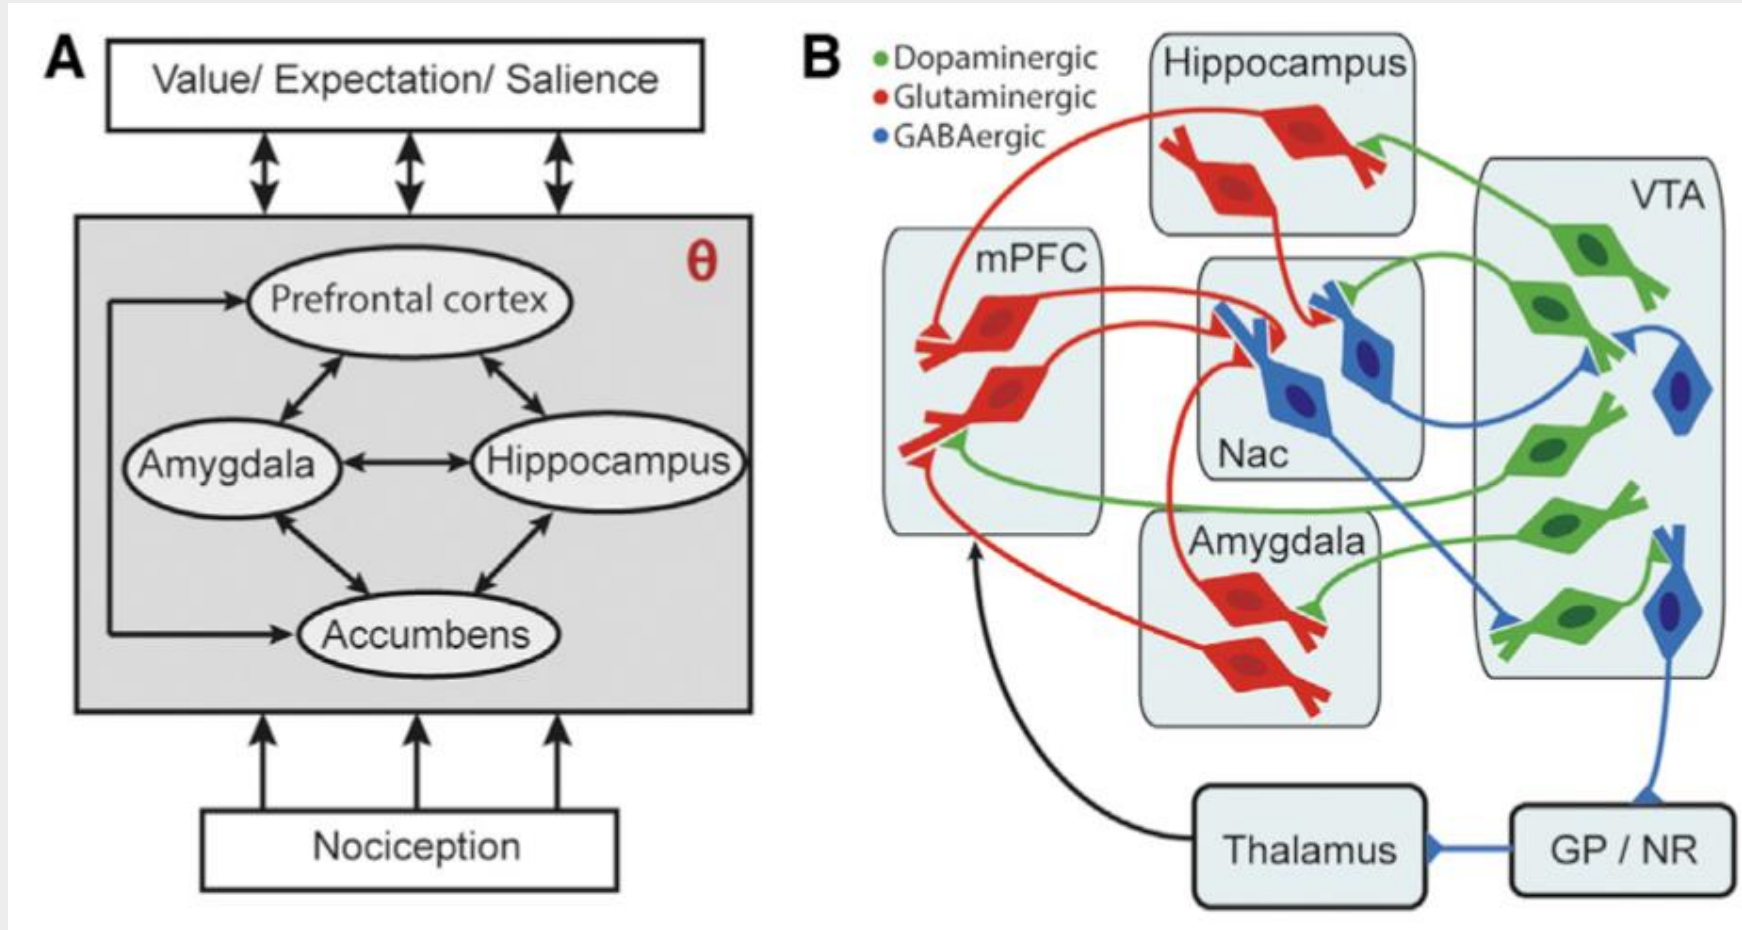 A
Value/ Expectation/ Salience
θ
Prefrontal cortex
Amygdala
Hippocampus
Accumbens
Nociception
B
Dopaminergic
Glutaminergic
GABAergic
Hippocampus
VTA
mPFC
Nac
Amygdala
Thalamus
GP / NR